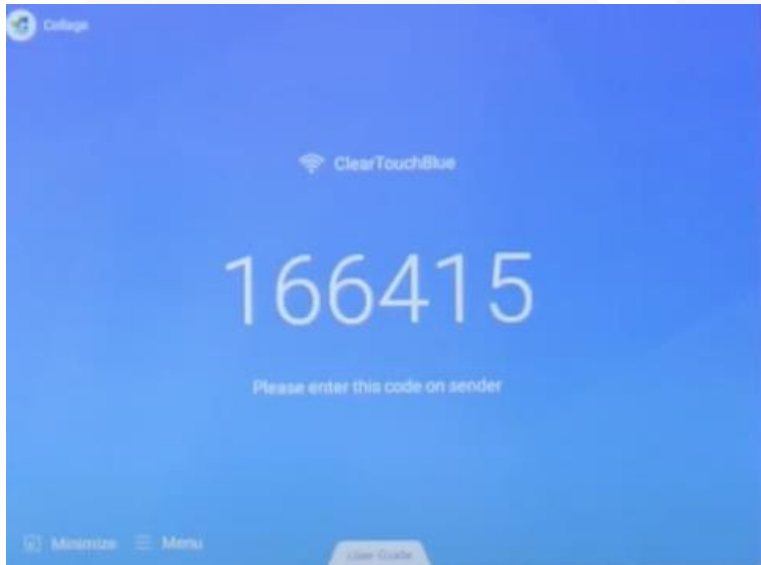 Collage
ClearTouchBlue
166415
Please enter this code on sender
Minimize Menu
User Guide